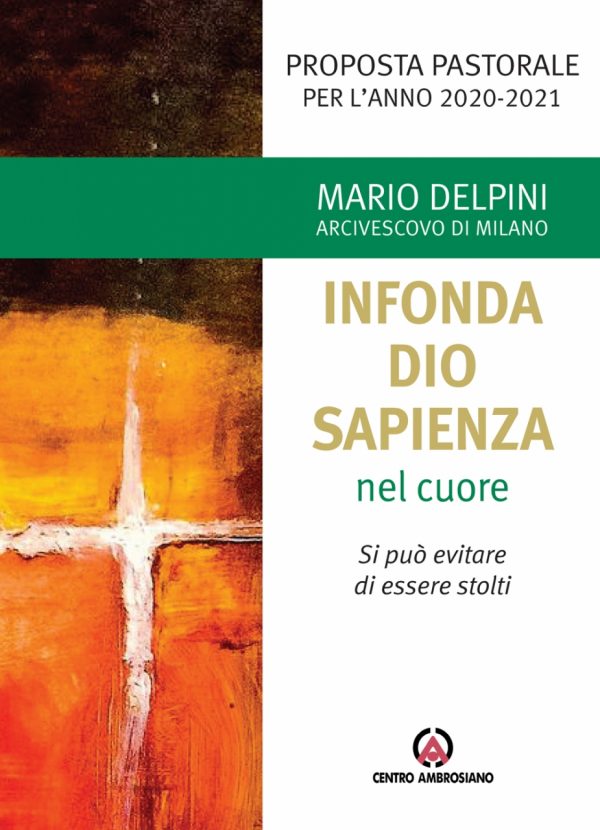 PROPOSTA PASTORALE
PER L'ANNO 2020-2021
MARIO DELPINI
ARCIVESCOVO DI MILANO
INFONDA
DIO
SAPIENZA
nel cuore
Si può evitare
di essere stolti
CENTRO AMBROSIANO